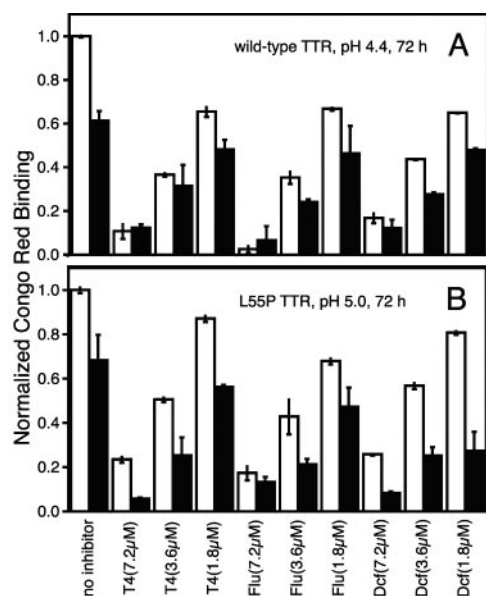 Normalized Congo Red Binding
wild-type TTR, pH 4.4, 72 h
A
1.0
0.8
0.6
0.4
0.2
0.0
L55P TTR, pH 5.0, 72 h
B
1.0
0.8
0.6
0.4
0.2
0.0
no inhibitor
T4(7.2µM)
T4(3.6µM)
T4(1.8µM)
Flu(7.2µM)
Flu(3.6µM)
Flu(1.8µM)
Dcf(7.2µM)
Dcf(3.6µM)
Dcf(1.8µM)